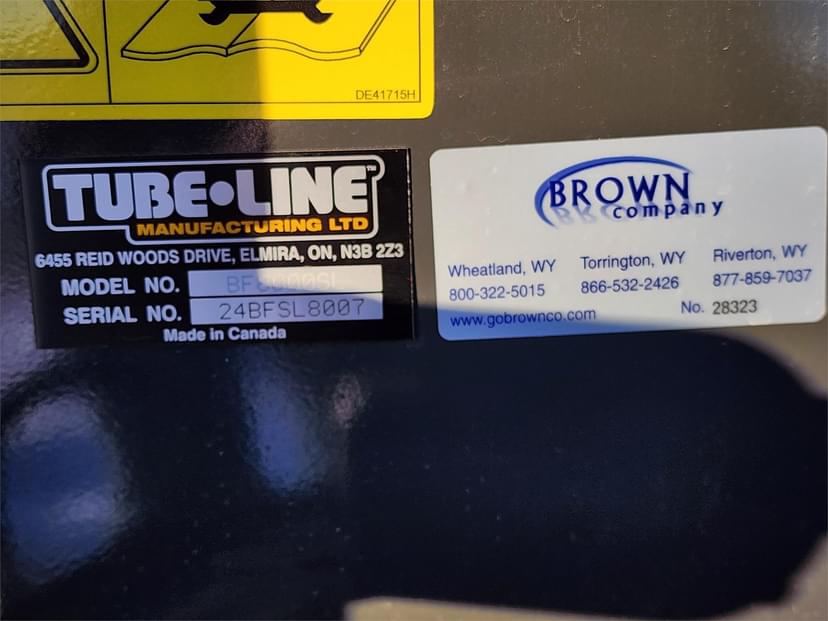 DE41715H
TUBE•LINE™
MANUFACTURING LTD
6455 REID WOODS DRIVE, ELMIRA, ON, N3B 2Z3
MODEL NO. BF8000SL
SERIAL NO. 24BFSL8007
Made in Canada
BROWN
company
Wheatland, WY Torrington, WY Riverton, WY
800-322-5015 866-532-2426 877-859-7037
www.gobrownco.com No. 28323